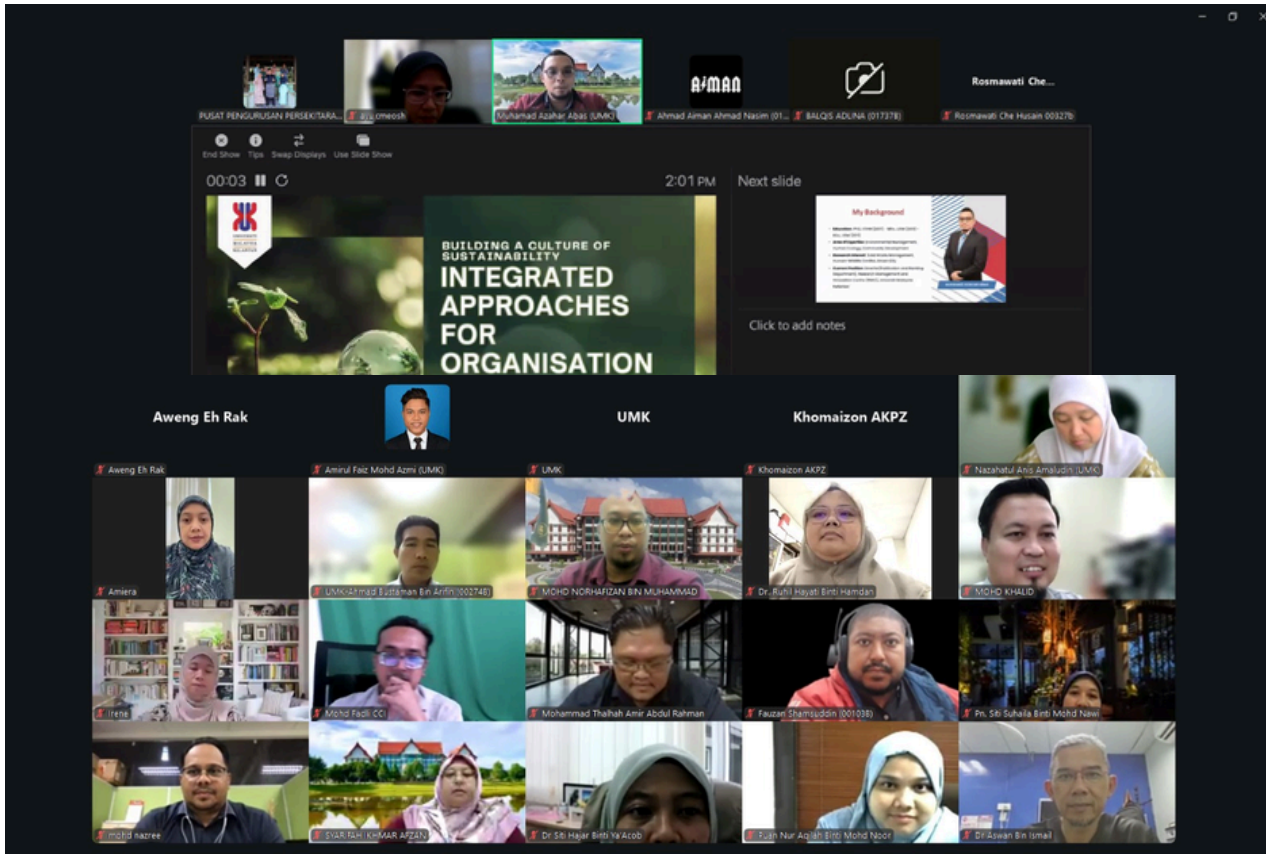 AiMAN
Rosmawati Che...
PUSAT PENGURUSAN PERSEKITARA...
Muhamad Azahar Abas (UMK)
Ahmad Aiman Ahmad Nasim (01...
BALQIS ADLINA (017378)
Rosmawati Che Husain 00327b
End Show
Tips
Swap Displays
Use Slide Show
00:03
2:01 PM
Next slide
UNIVERSITI
MALAYSIA
KELANTAN
BUILDING A CULTURE OF
SUSTAINABILITY
INTEGRATED
APPROACHES
FOR
ORGANISATION
My Background
Click to add notes
Aweng Eh Rak
UMK
Khomaizon AKPZ
Aweng Eh Rak
Amirul Faiz Mohd Azmi (UMK)
UMK
Khomaizon AKPZ
Nazahatul Anis Amaludin (UMK)
Amiera
UMK-Ahmad Bustaman Bin Arifin (002748)
MOHD NORHAFIZAN BIN MUHAMMAD
Dr. Ruhil Hayati Binti Hamdan
MOHD KHALID
Irene
Mohd Fadli CCI
Mohammad Thalhah Amir Abdul Rahman
Fauzan Shamsuddin (001038)
Pn. Siti Suhaila Binti Mohd Nawi
mohd nazree
SYARIFAH KHMAR AFZAN
Dr Siti Hajar Binti Ya'Acob
Puan Nur Aqilah Binti Mohd Noor
Dr Aswan Bin Ismail